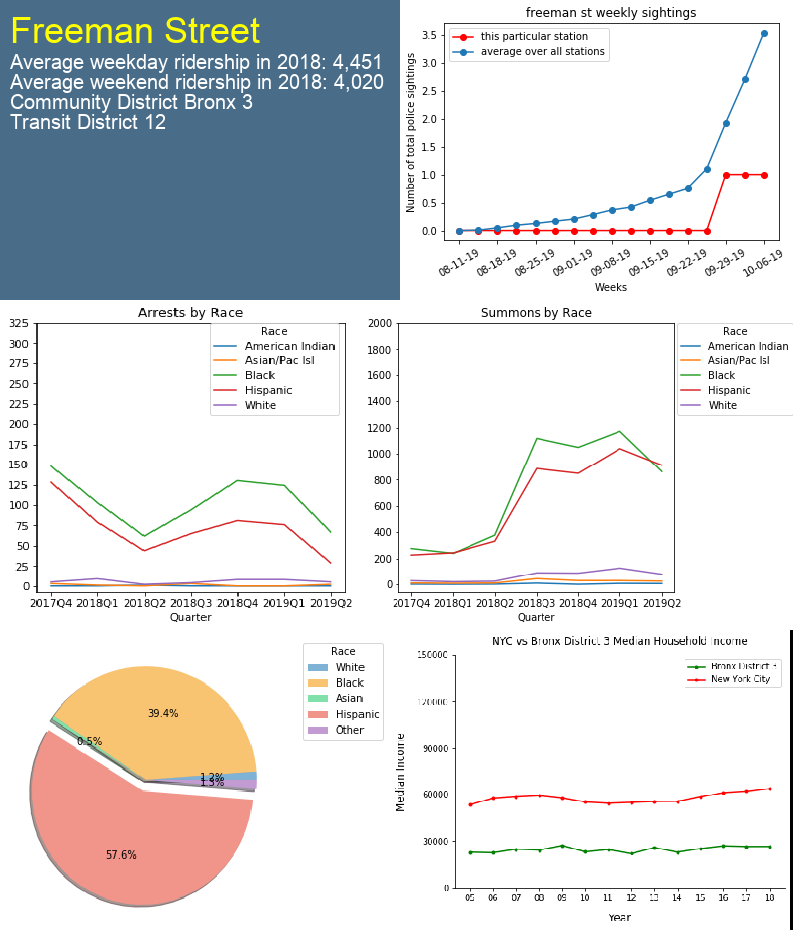 Freeman Street
Average weekday ridership in 2018: 4,451
Average weekend ridership in 2018: 4,020
Community District Bronx 3
Transit District 12
freeman st weekly sightings
this particular station
average over all stations
Number of total police sightings
3.5
3.0
2.5
2.0
1.5
1.0
0.5
0.0
08-11-19 08-18-19 08-25-19 09-01-19 09-08-19 09-15-19 09-22-19 09-29-19 10-06-19
Weeks
Arrests by Race
Race
American Indian
Asian/Pac Isl
Black
Hispanic
White
325
300
275
250
225
200
175
150
125
100
75
50
25
0
2017Q4 2018Q1 2018Q2 2018Q3 2018Q4 2019Q1 2019Q2
Quarter
Summons by Race
Race
American Indian
Asian/Pac Isl
Black
Hispanic
White
2000
1800
1600
1400
1200
1000
800
600
400
200
0
2017Q4 2018Q1 2018Q2 2018Q3 2018Q4 2019Q1 2019Q2
Quarter
Race
White
Black
Asian
Hispanic
Other
39.4%
0.5%
1.2%
1.3%
57.6%
NYC vs Bronx District 3 Median Household Income
Bronx District 3
New York City
Median Income
150000
120000
90000
60000
30000
0
05 06 07 08 09 10 11 12 13 14 15 16 17 18
Year